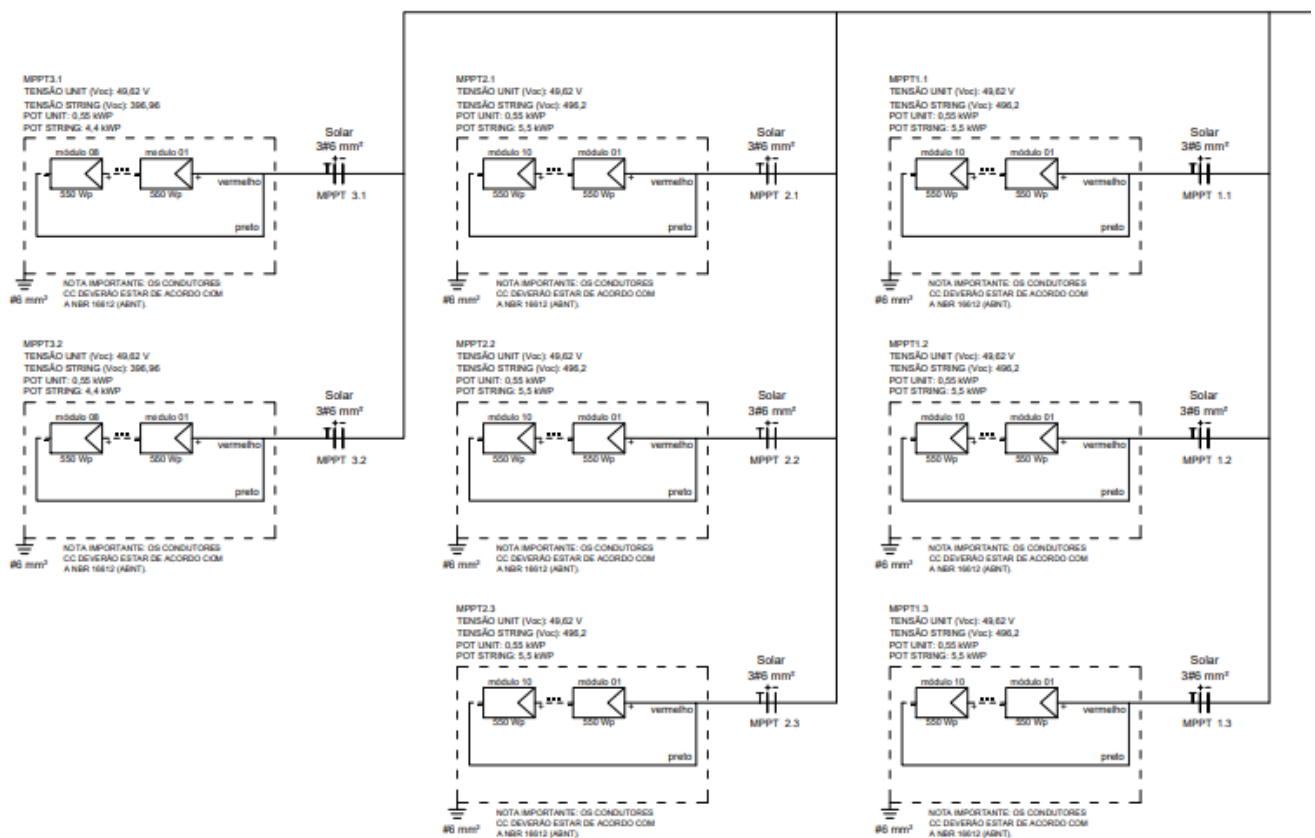 MPPT3.1
TENSÃO UNIT (Voc): 49,62 V
TENSÃO STRING (Voc): 396,96
POT UNIT: 0,55 kWP
POT STRING: 4,4 kWP
módulo 08
módulo 01
550 Wp
550 Wp
vermelho
preto
Solar
3#6 mm²
MPPT 3.1
#6 mm²
NOTA IMPORTANTE: OS CONDUTORES
CC DEVERÃO ESTAR DE ACORDO COM
A NBR 16612 (ABNT).
MPPT2.1
TENSÃO UNIT (Voc): 49,62 V
TENSÃO STRING (Voc): 496,2
POT UNIT: 0,55 kWP
POT STRING: 5,5 kWP
módulo 10
módulo 01
550 Wp
550 Wp
vermelho
preto
Solar
3#6 mm²
MPPT 2.1
#6 mm²
NOTA IMPORTANTE: OS CONDUTORES
CC DEVERÃO ESTAR DE ACORDO COM
A NBR 16612 (ABNT).
MPPT1.1
TENSÃO UNIT (Voc): 49,62 V
TENSÃO STRING (Voc): 496,2
POT UNIT: 0,55 kWP
POT STRING: 5,5 kWP
módulo 10
módulo 01
550 Wp
550 Wp
vermelho
preto
Solar
3#6 mm²
MPPT 1.1
#6 mm²
NOTA IMPORTANTE: OS CONDUTORES
CC DEVERÃO ESTAR DE ACORDO COM
A NBR 16612 (ABNT).
MPPT3.2
TENSÃO UNIT (Voc): 49,62 V
TENSÃO STRING (Voc): 396,96
POT UNIT: 0,55 kWP
POT STRING: 4,4 kWP
módulo 08
módulo 01
550 Wp
550 Wp
vermelho
preto
Solar
3#6 mm²
MPPT 3.2
#6 mm²
NOTA IMPORTANTE: OS CONDUTORES
CC DEVERÃO ESTAR DE ACORDO COM
A NBR 16612 (ABNT).
MPPT2.2
TENSÃO UNIT (Voc): 49,62 V
TENSÃO STRING (Voc): 496,2
POT UNIT: 0,55 kWP
POT STRING: 5,5 kWP
módulo 10
módulo 01
550 Wp
550 Wp
vermelho
preto
Solar
3#6 mm²
MPPT 2.2
#6 mm²
NOTA IMPORTANTE: OS CONDUTORES
CC DEVERÃO ESTAR DE ACORDO COM
A NBR 16612 (ABNT).
MPPT1.2
TENSÃO UNIT (Voc): 49,62 V
TENSÃO STRING (Voc): 496,2
POT UNIT: 0,55 kWP
POT STRING: 5,5 kWP
módulo 10
módulo 01
550 Wp
550 Wp
vermelho
preto
Solar
3#6 mm²
MPPT 1.2
#6 mm²
NOTA IMPORTANTE: OS CONDUTORES
CC DEVERÃO ESTAR DE ACORDO COM
A NBR 16612 (ABNT).
MPPT2.3
TENSÃO UNIT (Voc): 49,62 V
TENSÃO STRING (Voc): 496,2
POT UNIT: 0,55 kWP
POT STRING: 5,5 kWP
módulo 10
módulo 01
550 Wp
550 Wp
vermelho
preto
Solar
3#6 mm²
MPPT 2.3
#6 mm²
NOTA IMPORTANTE: OS CONDUTORES
CC DEVERÃO ESTAR DE ACORDO COM
A NBR 16612 (ABNT).
MPPT1.3
TENSÃO UNIT (Voc): 49,62 V
TENSÃO STRING (Voc): 496,2
POT UNIT: 0,55 kWP
POT STRING: 5,5 kWP
módulo 10
módulo 01
550 Wp
550 Wp
vermelho
preto
Solar
3#6 mm²
MPPT 1.3
#6 mm²
NOTA IMPORTANTE: OS CONDUTORES
CC DEVERÃO ESTAR DE ACORDO COM
A NBR 16612 (ABNT).